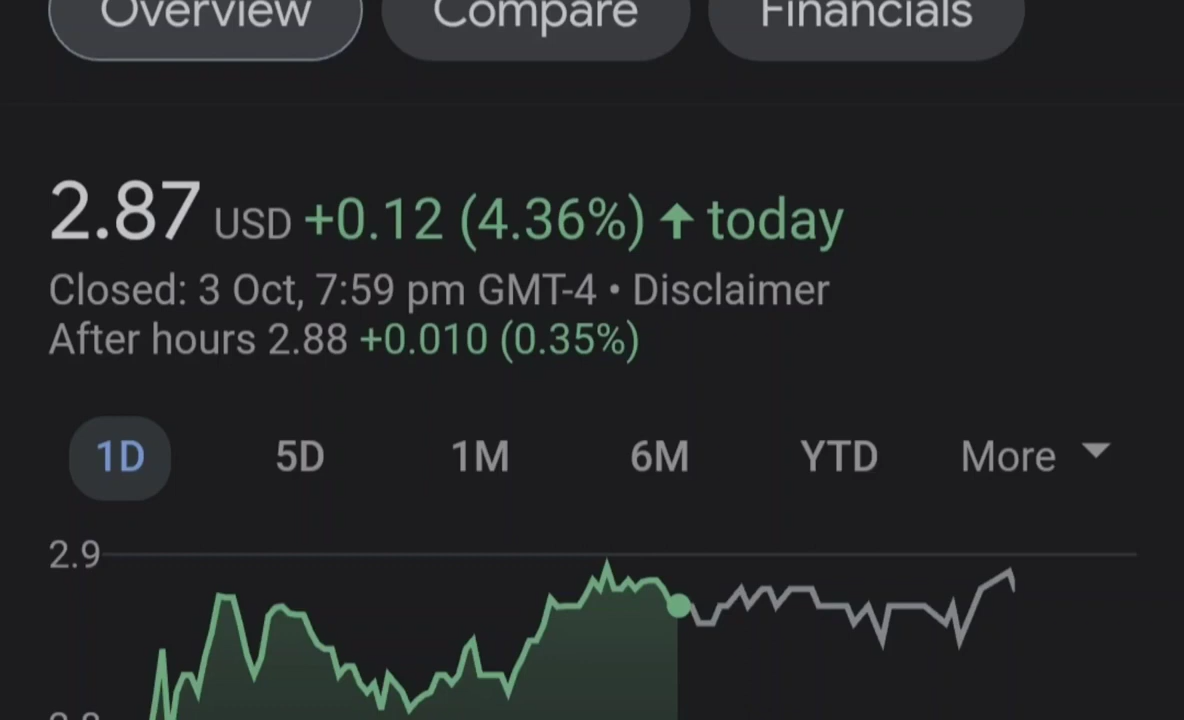 Overview Compare Financials
2.87 USD +0.12 (4.36%) ↑ today
Closed: 3 Oct, 7:59 pm GMT-4 • Disclaimer
After hours 2.88 +0.010 (0.35%)
1D 5D 1M 6M YTD More
2.9